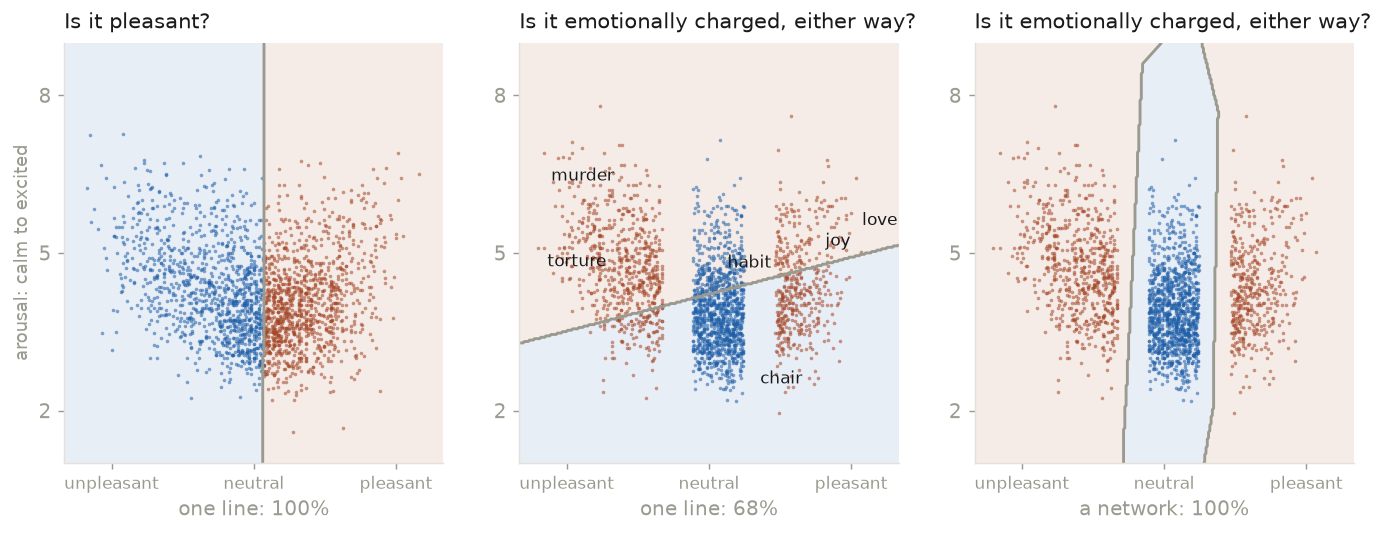 Is it pleasant?
Is it emotionally charged, either way?
Is it emotionally charged, either way?
arousal: calm to excited
8
5
2
unpleasant neutral pleasant
one line: 100%
8
5
2
murder
torture
habit
joy
love
chair
unpleasant neutral pleasant
one line: 68%
8
5
2
unpleasant neutral pleasant
a network: 100%